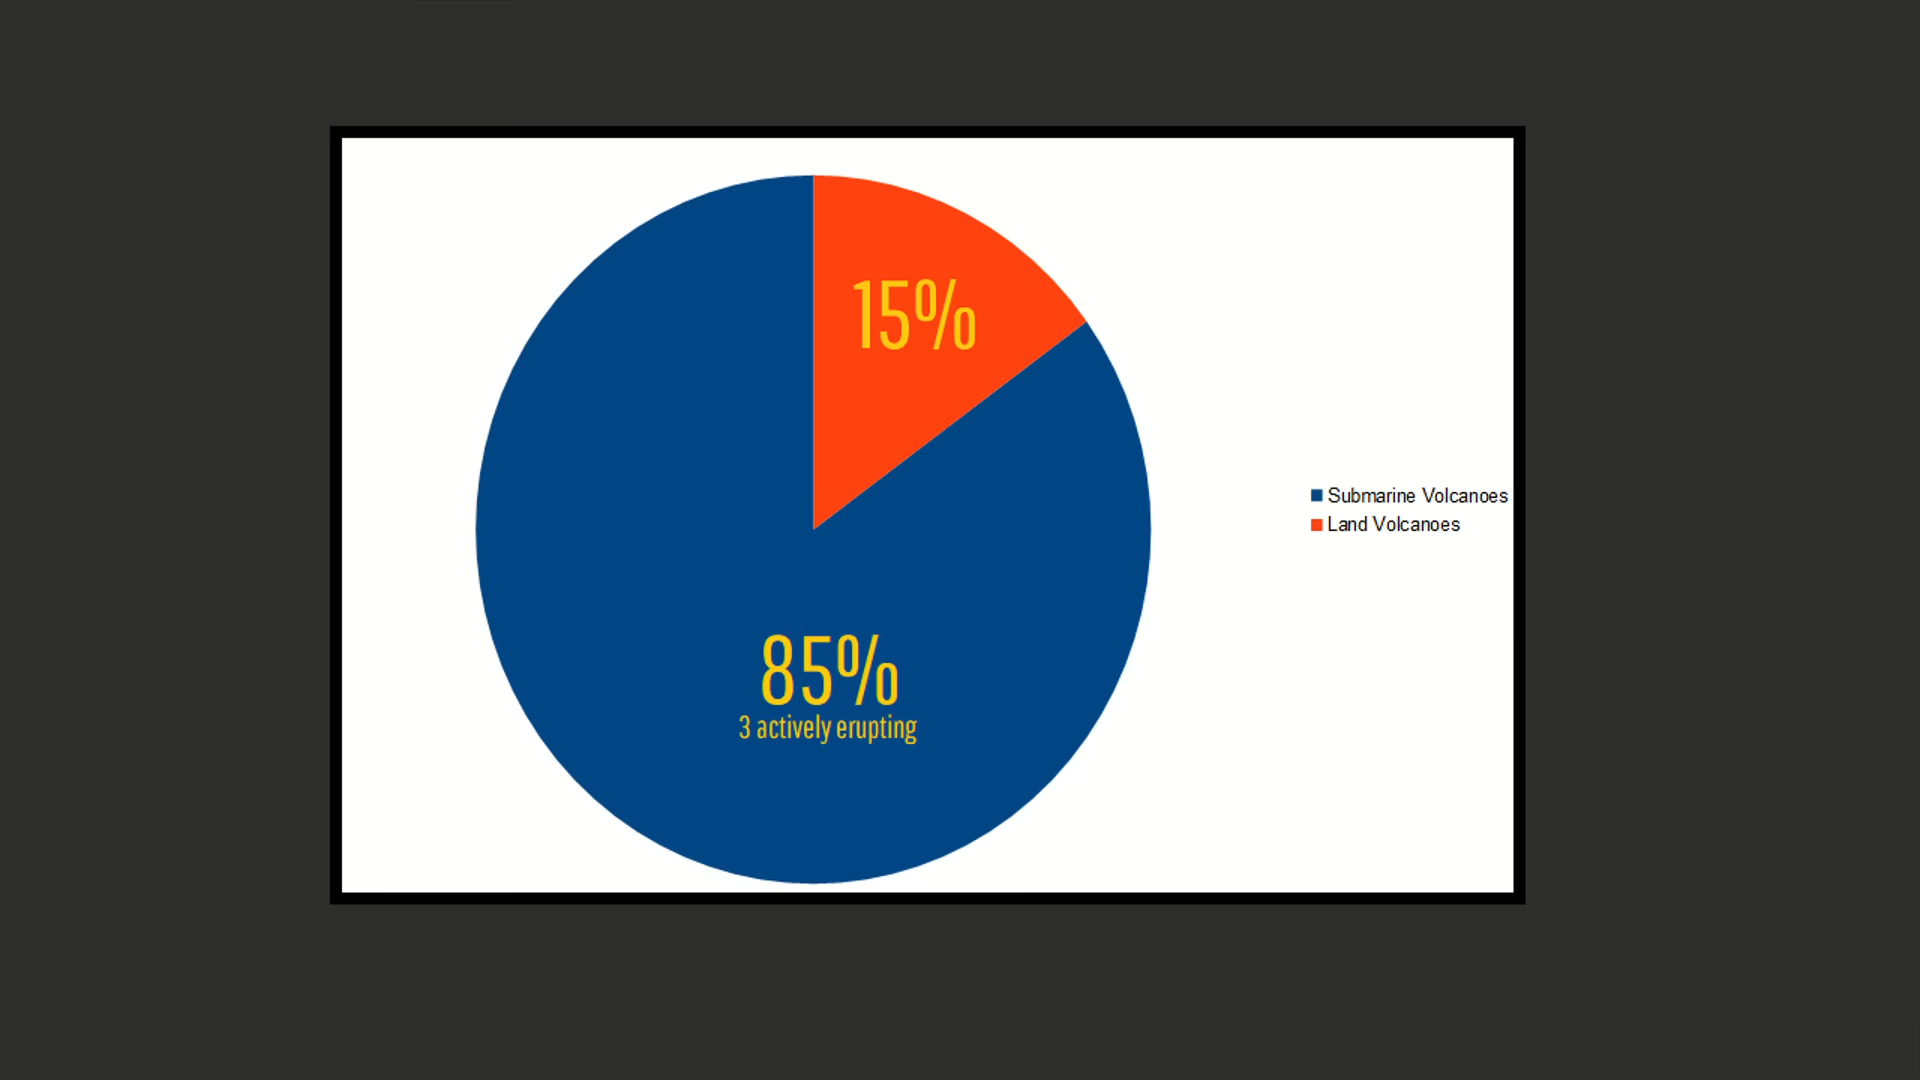 15%
85%
3 actively erupting
Submarine Volcanoes
Land Volcanoes